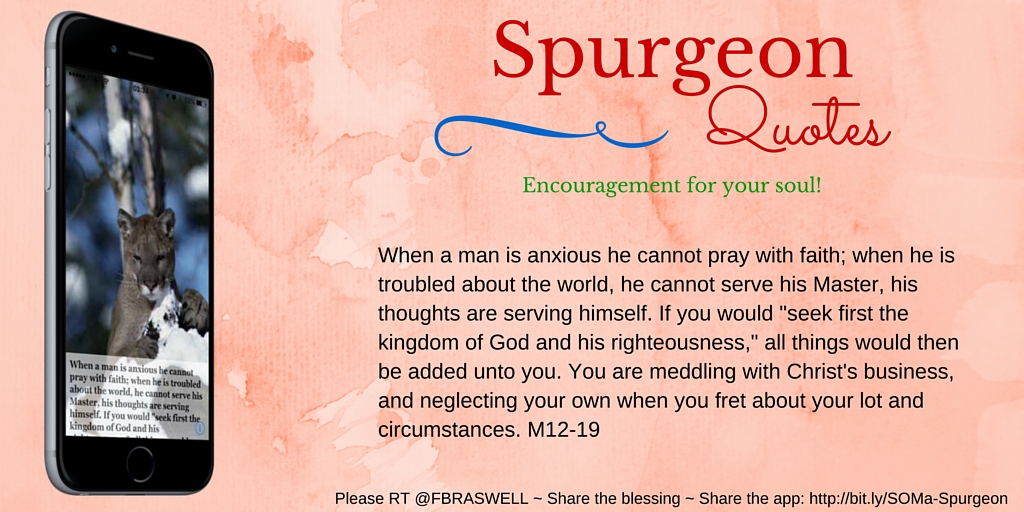 Spurgeon
Quotes
Encouragement for your soul!
When a man is anxious he cannot pray with faith; when he is
troubled about the world, he cannot serve his Master, his
thoughts are serving himself. If you would "seek first the
kingdom of God and his righteousness," all things would then
be added unto you. You are meddling with Christ's business,
and neglecting your own when you fret about your lot and
circumstances. M12-19
When a man is anxious he cannot
pray with faith; when he is troubled
about the world, he cannot serve his
Master, his thoughts are serving
himself. If you would "seek first the
kingdom of God and his
Please RT @FBRASWELL ~ Share the blessing ~ Share the app: http://bit.ly/SOMa-Spurgeon